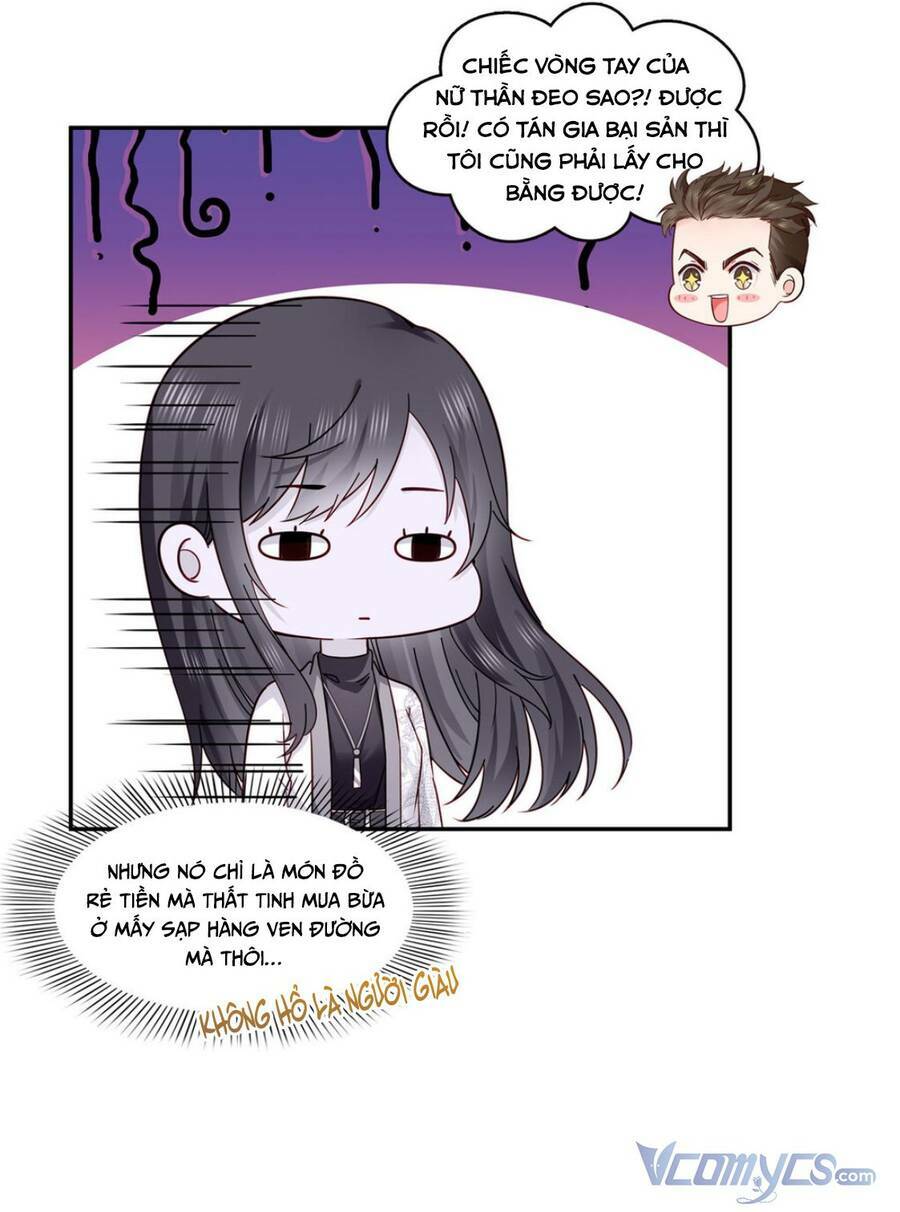 CHIẾC VÒNG TAY CỦA
NỮ THẦN ĐEO SAO?! ĐƯỢC
RỒI! CÓ TÁN GIA BẠI SẢN THÌ
TÔI CŨNG PHẢI LẤY CHO
BẰNG ĐƯỢC!
NHƯNG NÓ CHỈ LÀ MÓN ĐỒ
RẺ TIỀN MÀ THẤT TINH MUA BỪA
Ở MẤY SẠP HÀNG VEN ĐƯỜNG
MÀ THÔI...
KHÔNG HỔ LÀ NGƯỜI GIÀU
VCOMYCS.com